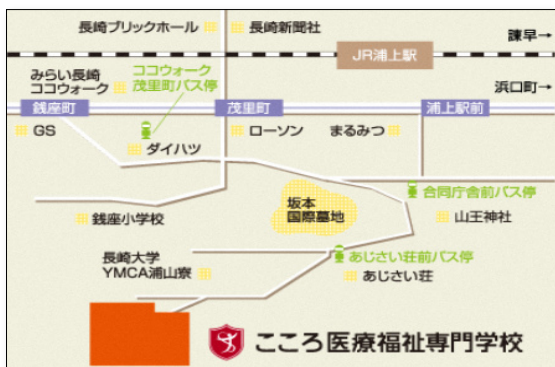 長崎ブリックホール
長崎新聞社
諫早→
JR浦上駅
みらい長崎
ココウォーク
ココウォーク
茂里町バス停
浜口町→
銭座町
茂里町
浦上駅前
GS
ダイハツ
ローソン
まるみつ
合同庁舎前バス停
銭座小学校
坂本
国際墓地
山王神社
長崎大学
YMCA浦山寮
あじさい荘前バス停
あじさい荘
こころ医療福祉専門学校